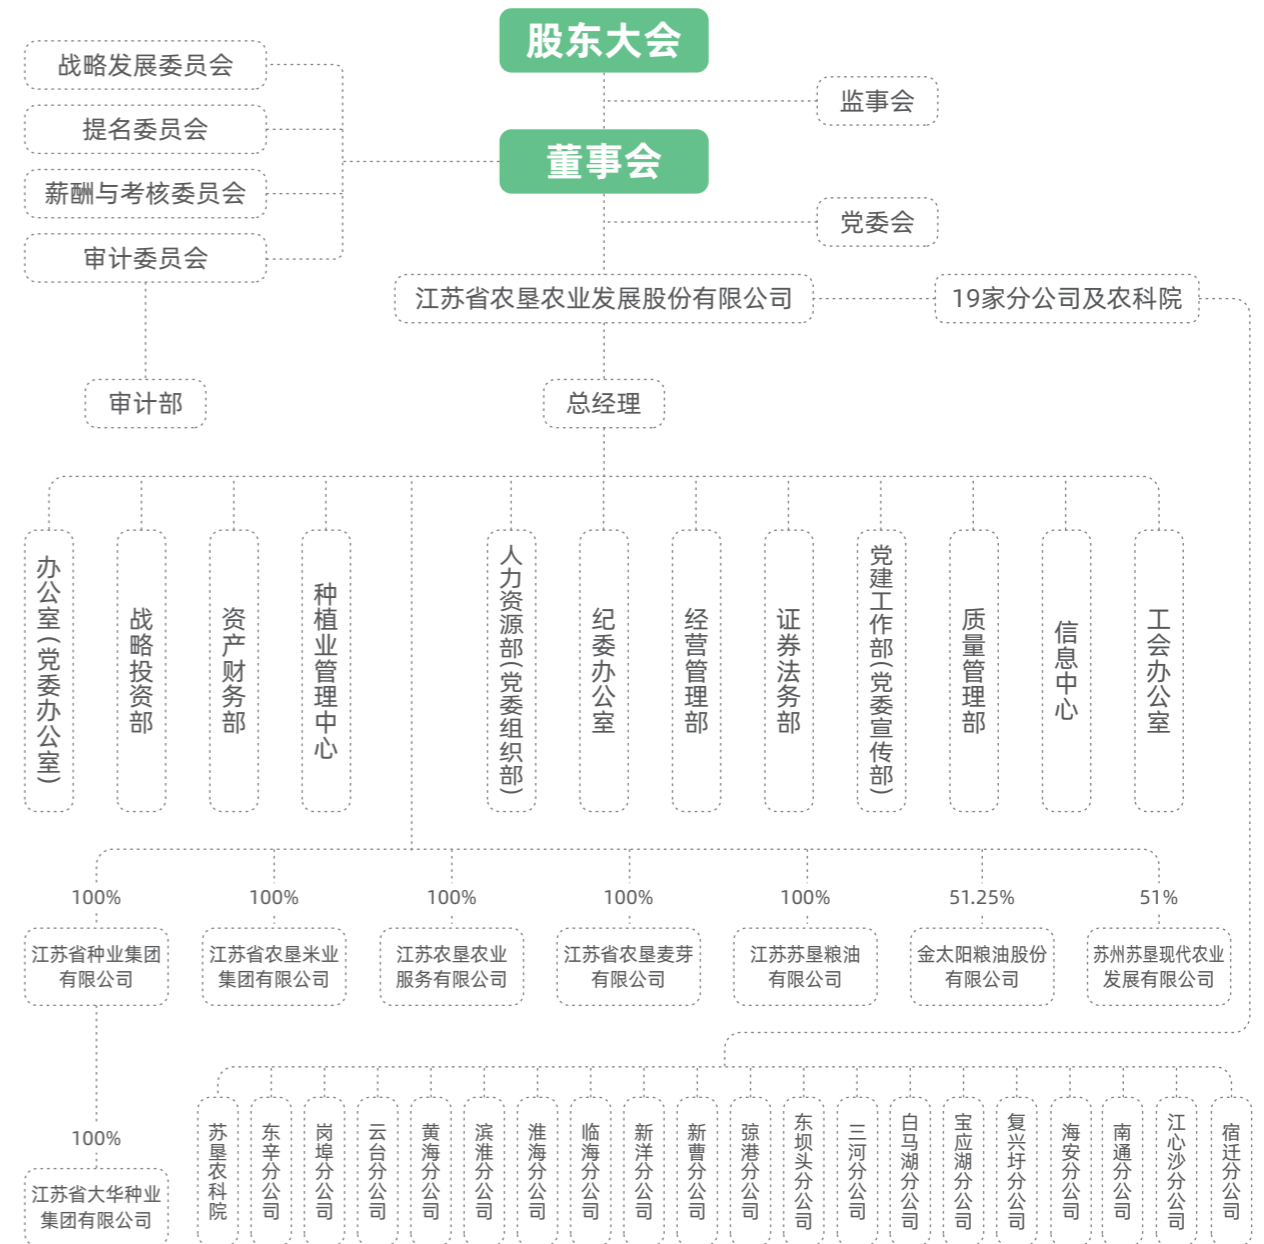 股东大会
战略发展委员会
监事会
提名委员会
董事会
薪酬与考核委员会
党委会
审计委员会
江苏省农垦农业发展股份有限公司
19家分公司及农科院
审计部
总经理
办公室(党委办公室)
战略投资部
资产财务部
种植业管理中心
人力资源部(党委组织部)
纪委办公室
经营管理部
证券法务部
党建工作部(党委宣传部)
质量管理部
信息中心
工会办公室
100%
100%
100%
100%
100%
51.25%
51%
江苏省种业集团
有限公司
江苏省农垦米业
集团有限公司
江苏农垦农业
服务有限公司
江苏省农垦麦芽
有限公司
江苏苏垦粮油
有限公司
金太阳粮油股份
有限公司
苏州苏垦现代农业
发展有限公司
100%
江苏省大华种业
集团有限公司
苏垦农科院
东辛分公司
岗埠分公司
云台分公司
黄海分公司
滨淮分公司
淮海分公司
临海分公司
新洋分公司
新曹分公司
弶港分公司
东坝头分公司
三河分公司
白马湖分公司
宝应湖分公司
复兴圩分公司
海安分公司
南通分公司
江心沙分公司
宿迁分公司